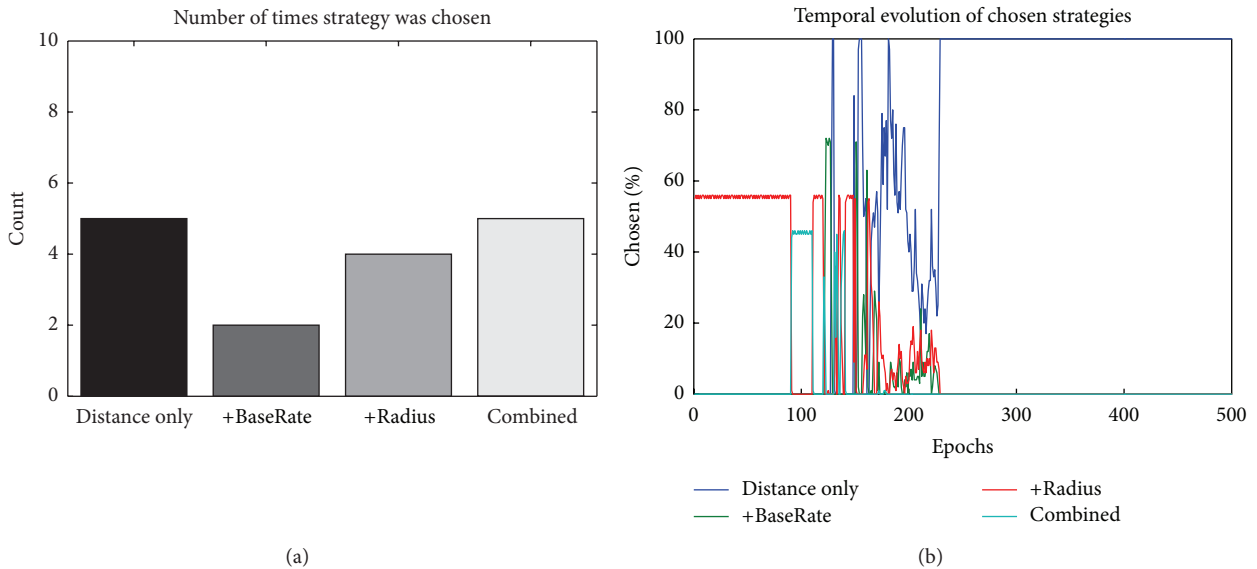 Number of times strategy was chosen
10
8
6
4
2
0
Count
Distance only +BaseRate +Radius Combined
(a)
Temporal evolution of chosen strategies
100
80
60
40
20
0
Chosen (%)
0 100 200 300 400 500
Epochs
Distance only +Radius
+BaseRate Combined
(b)